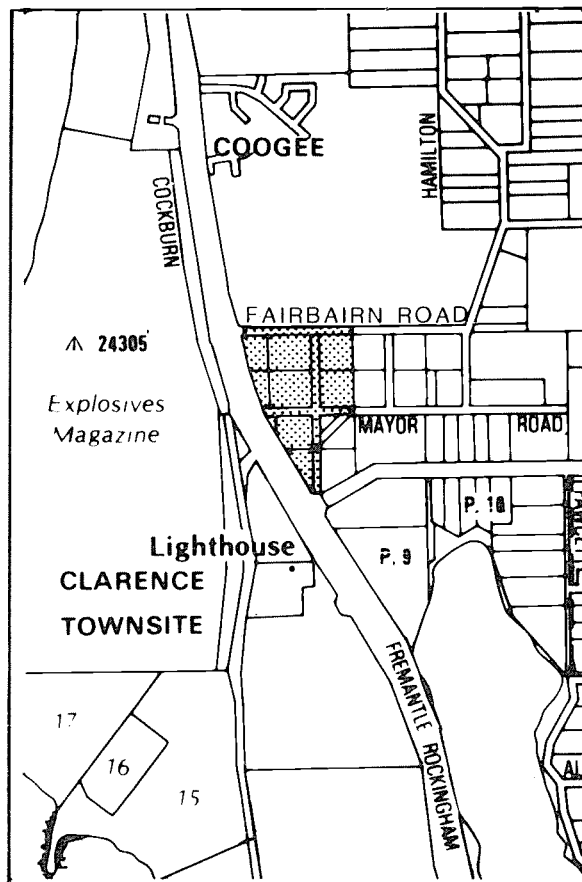 COOGEE
HAMILTON
COCKBURN
FAIRBAIRN ROAD
24305
Explosives
Magazine
MAYOR ROAD
P. 10
Lighthouse
P. 9
CLARENCE
TOWNSITE
FREMANTLE ROCKINGHAM
17
16
15